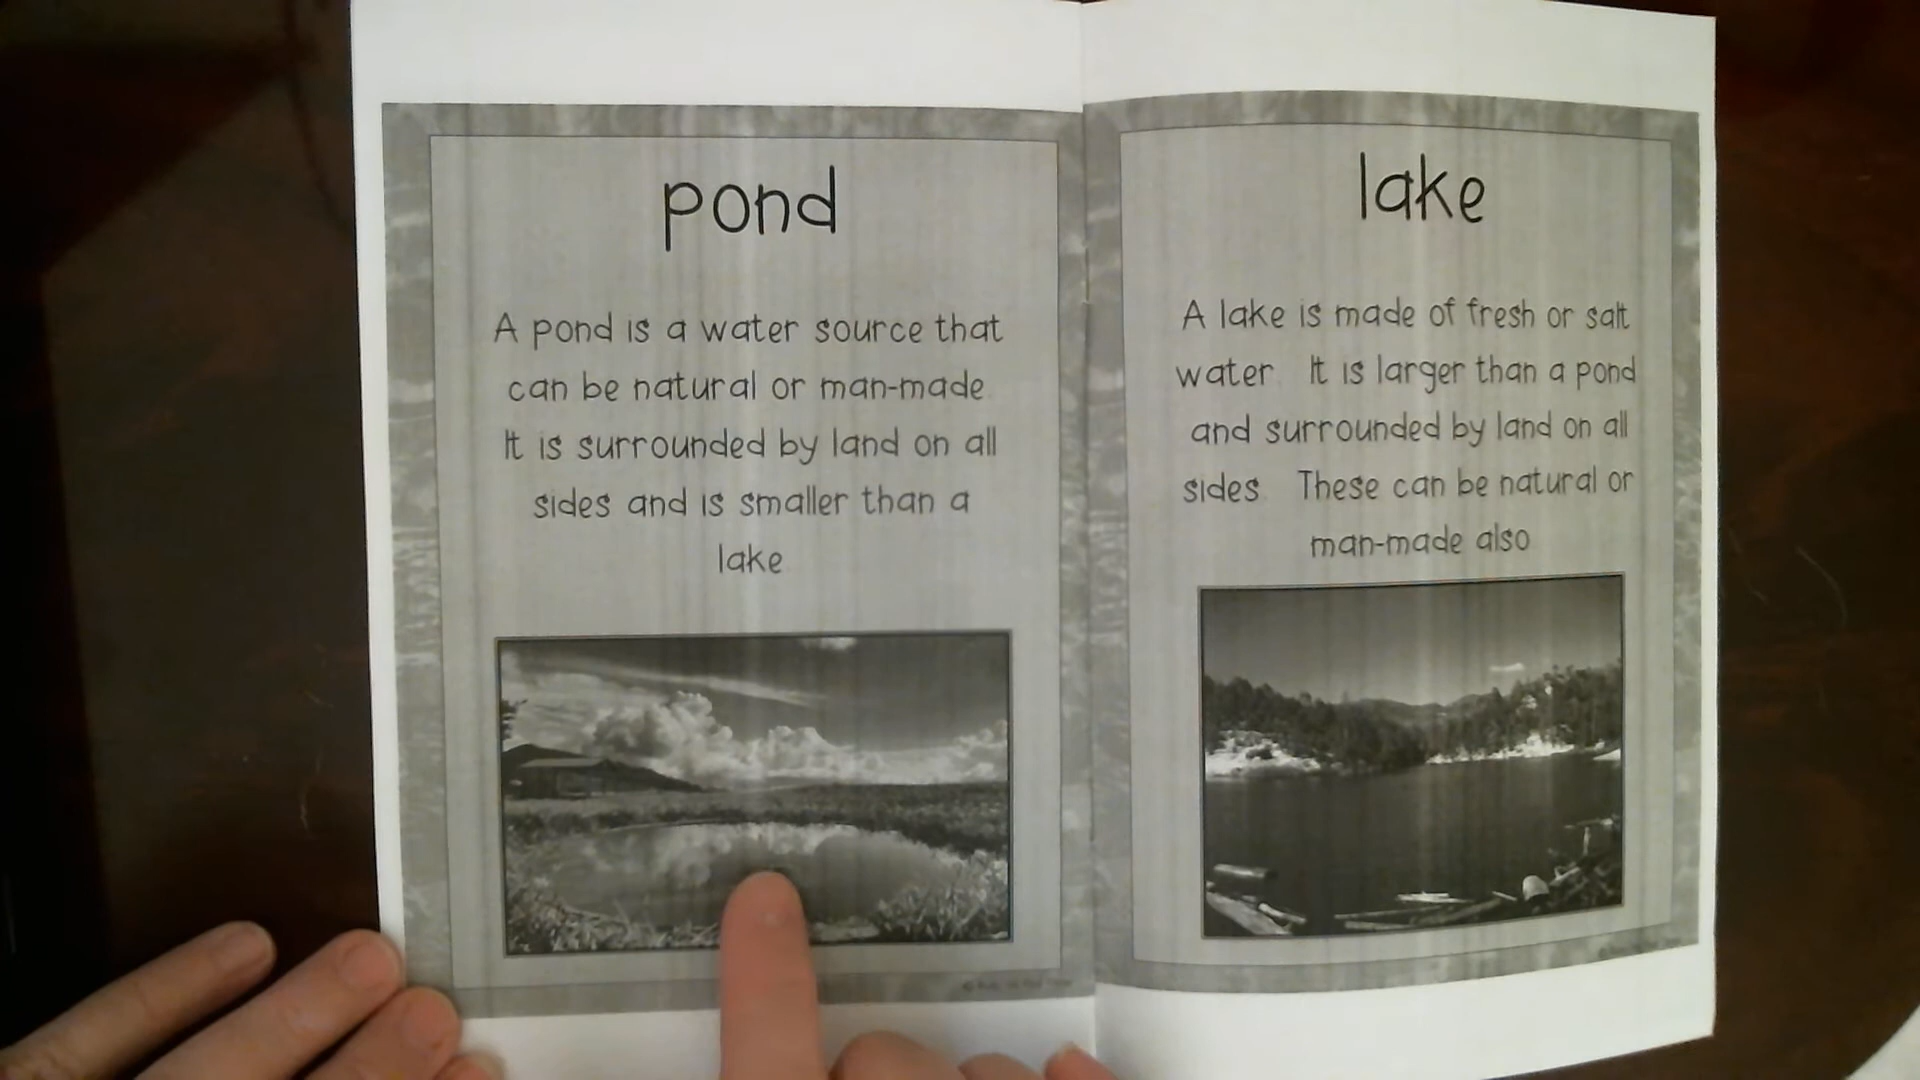 pond
A pond is a water source that
can be natural or man-made
It is surrounded by land on all
sides and is smaller than a
lake
lake
A lake is made of fresh or salt
water It is larger than a pond
and surrounded by land on all
sides These can be natural or
man-made also